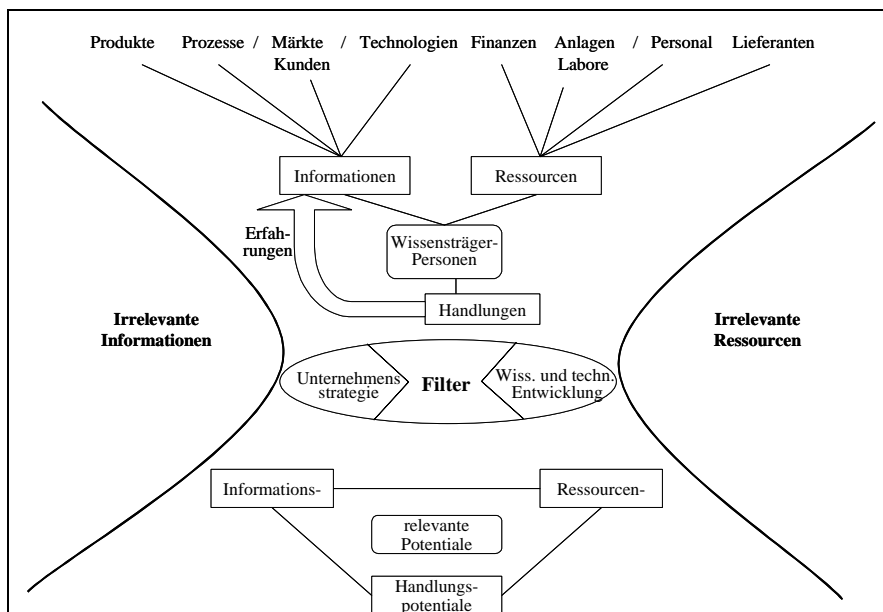 Produkte Prozesse / Märkte / Technologien Finanzen Anlagen / Personal Lieferanten
Kunden Labore
Informationen Ressourcen
Erfah-
rungen
Wissensträger-
Personen
Handlungen
Irrelevante
Informationen
Irrelevante
Ressourcen
Unternehmens
strategie
Filter
Wiss. und techn.
Entwicklung
Informations- Ressourcen-
relevante
Potentiale
Handlungs-
potentiale